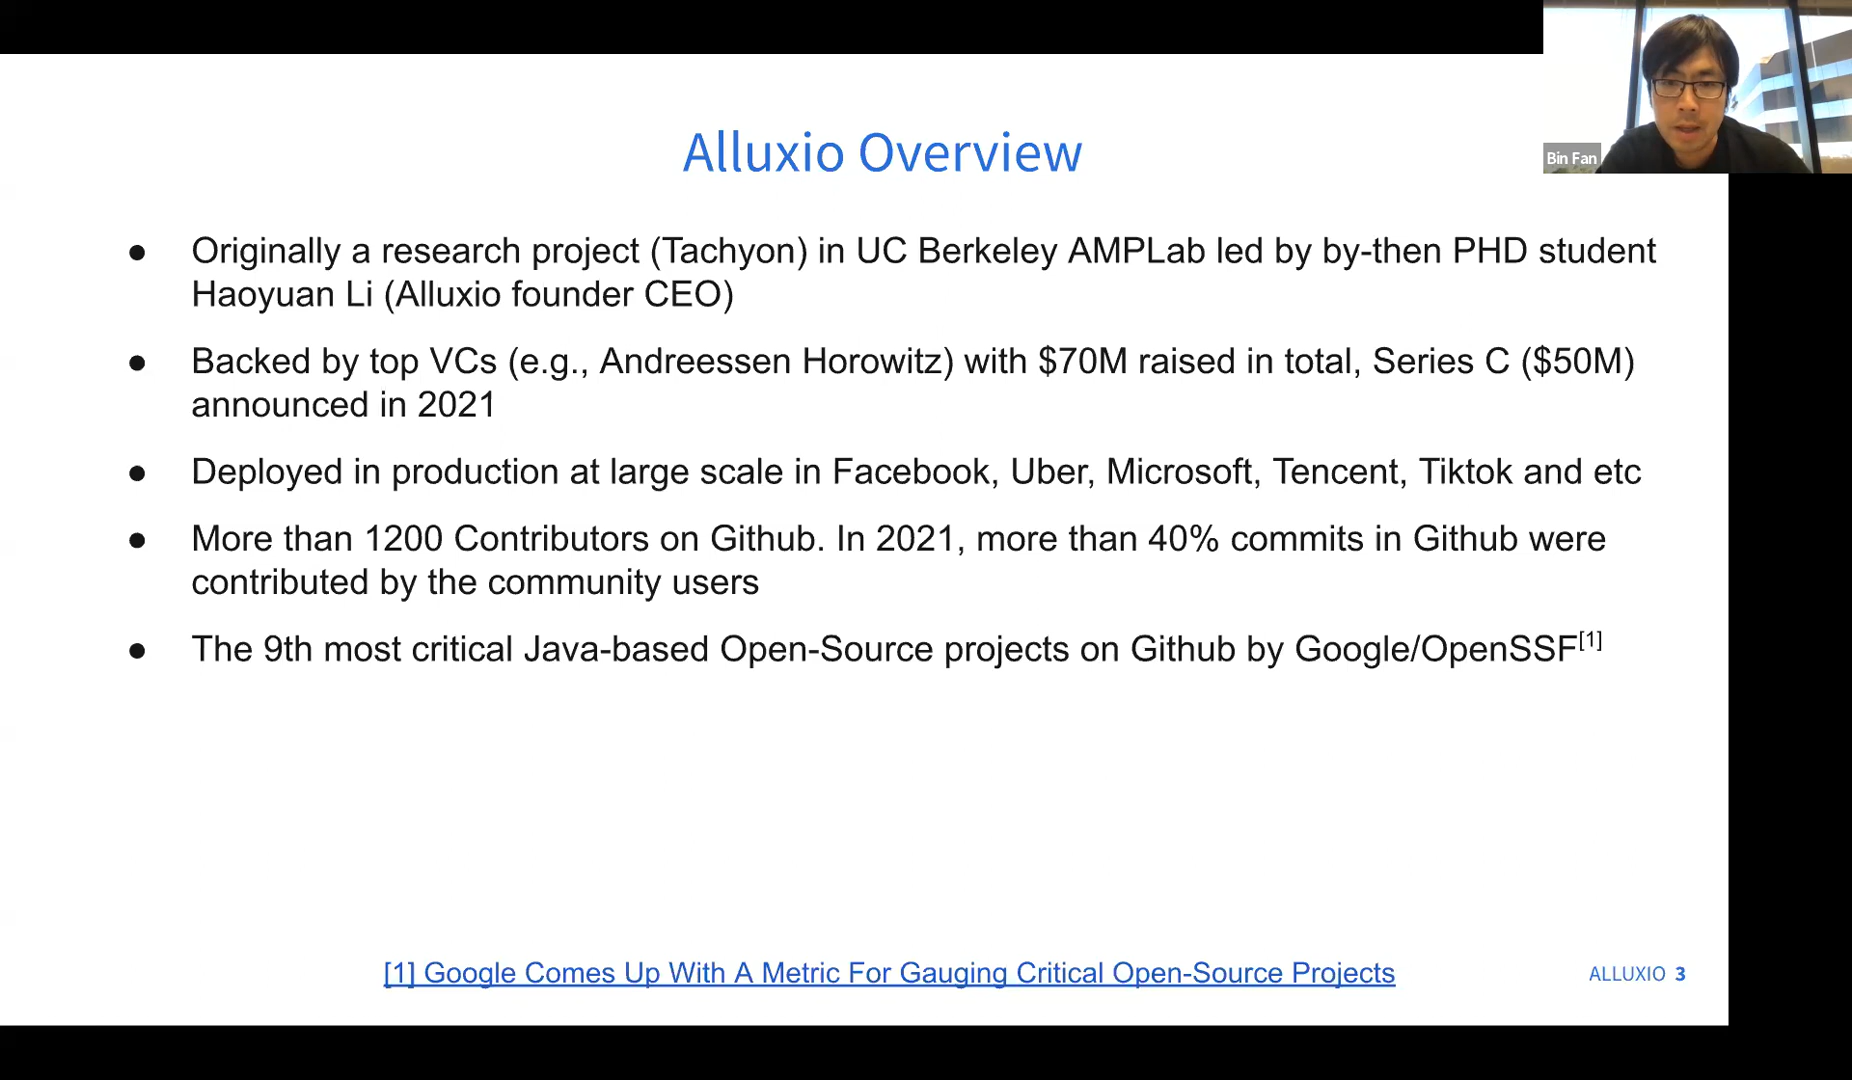 Bin Fan
Alluxio Overview
● Originally a research project (Tachyon) in UC Berkeley AMPLab led by by-then PHD student
Haoyuan Li (Alluxio founder CEO)
● Backed by top VCs (e.g., Andreessen Horowitz) with $70M raised in total, Series C ($50M)
announced in 2021
● Deployed in production at large scale in Facebook, Uber, Microsoft, Tencent, Tiktok and etc
● More than 1200 Contributors on Github. In 2021, more than 40% commits in Github were
contributed by the community users
● The 9th most critical Java-based Open-Source projects on Github by Google/OpenSSF[1]
[1] Google Comes Up With A Metric For Gauging Critical Open-Source Projects
ALLUXIO 3